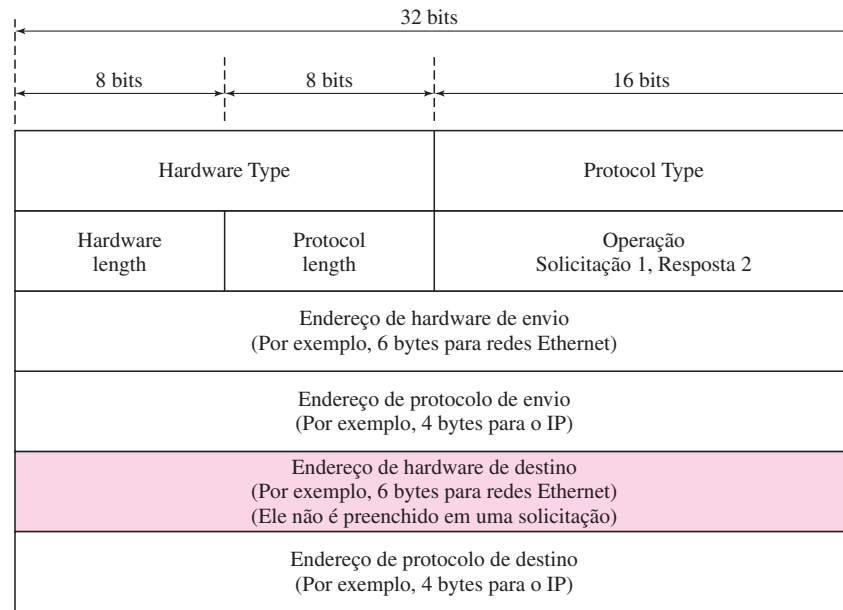 32 bits
8 bits
8 bits
16 bits
Hardware Type
Protocol Type
Hardware
length
Protocol
length
Operação
Solicitação 1, Resposta 2
Endereço de hardware de envio
(Por exemplo, 6 bytes para redes Ethernet)
Endereço de protocolo de envio
(Por exemplo, 4 bytes para o IP)
Endereço de hardware de destino
(Por exemplo, 6 bytes para redes Ethernet)
(Ele não é preenchido em uma solicitação)
Endereço de protocolo de destino
(Por exemplo, 4 bytes para o IP)